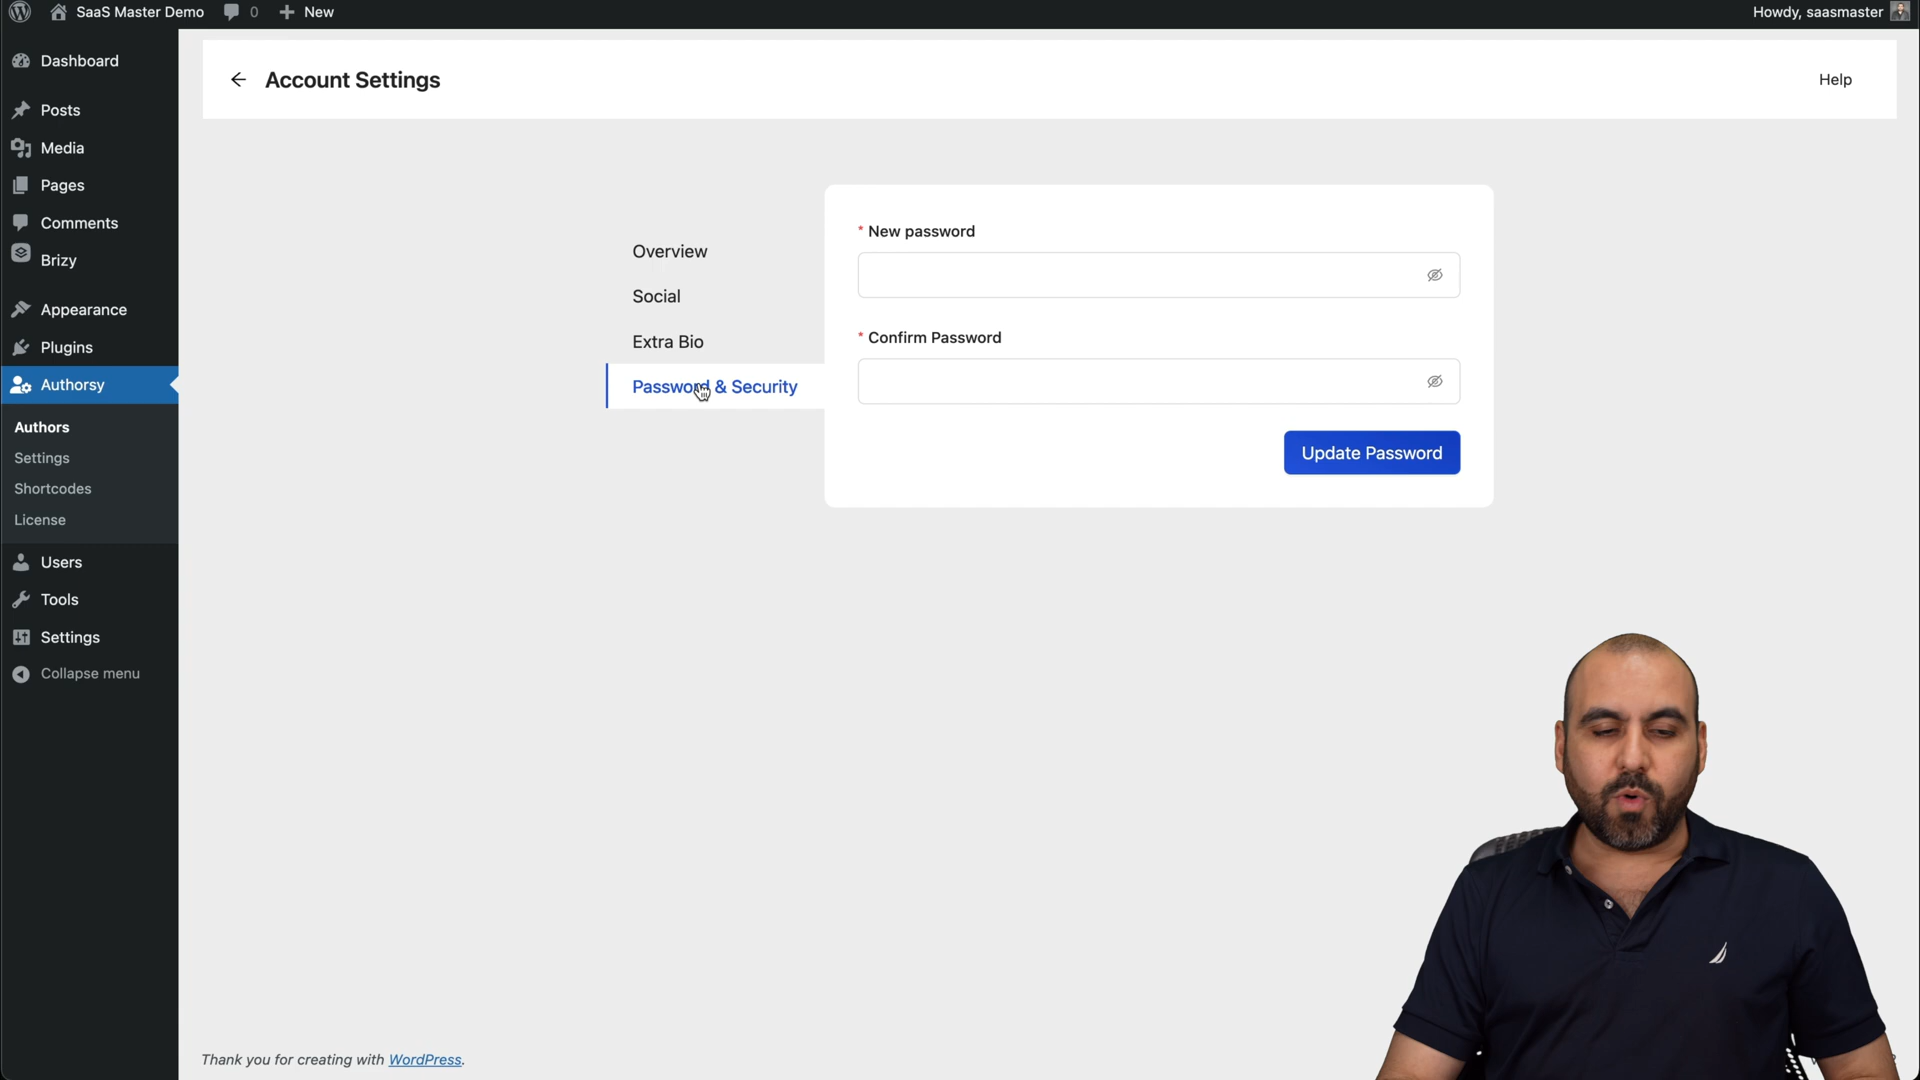 SaaS Master Demo 0 New Howdy, saasmaster
Dashboard
Posts
Media
Pages
Comments
Brizy
Appearance
Plugins
Authorsy
Authors
Settings
Shortcodes
License
Users
Tools
Settings
Collapse menu
Account Settings Help
Overview
Social
Extra Bio
Password & Security
* New password
* Confirm Password
Update Password
Thank you for creating with WordPress.